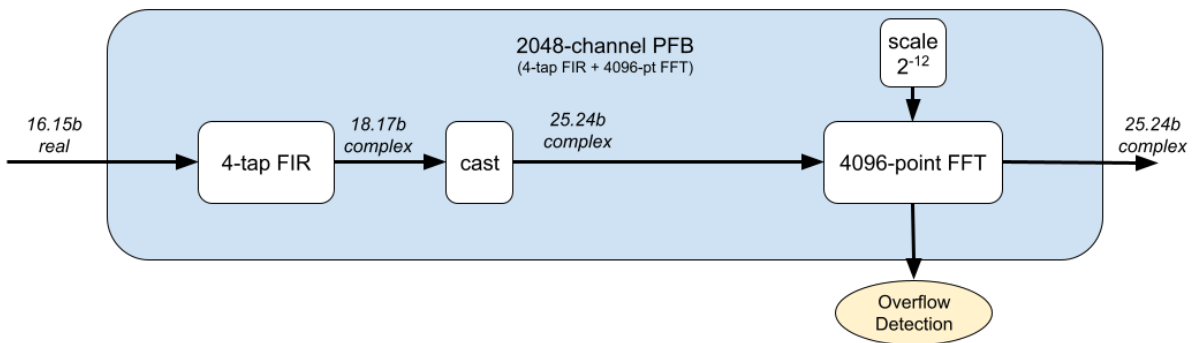 2048-channel PFB
(4-tap FIR + 4096-pt FFT)
scale
2⁻¹²
16.15b
real
4-tap FIR
18.17b
complex
cast
25.24b
complex
4096-point FFT
25.24b
complex
Overflow
Detection